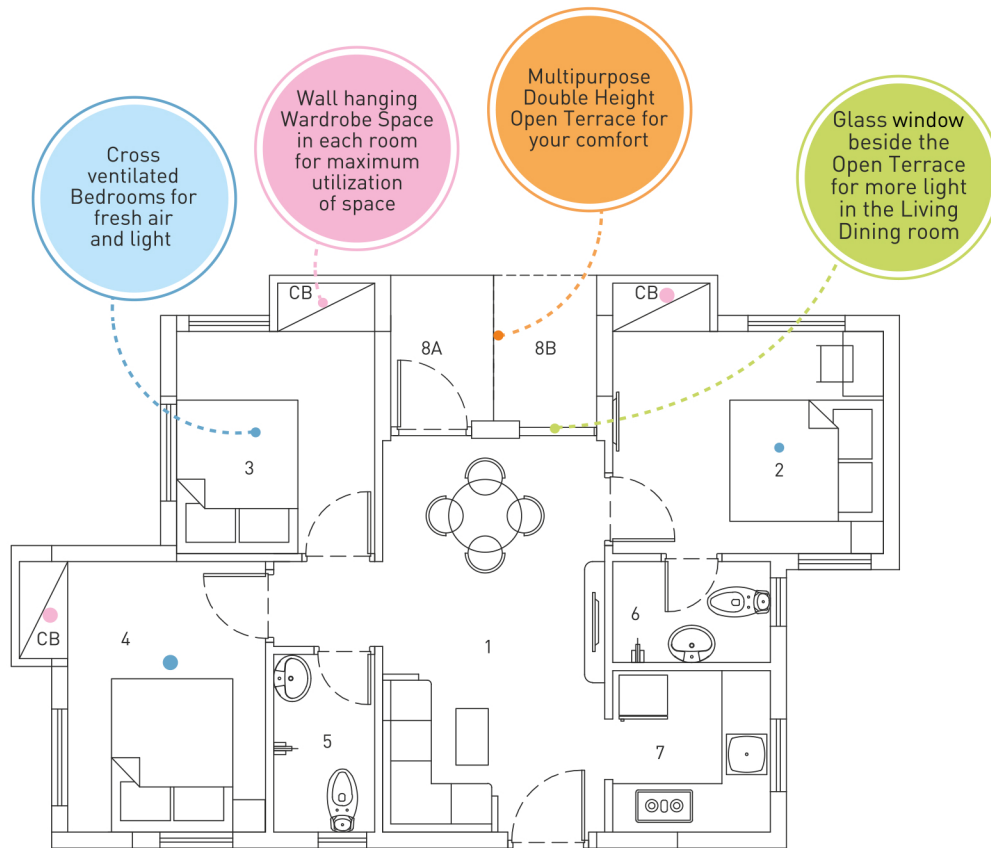 Cross
ventilated
Bedrooms for
fresh air
and light
Wall hanging
Wardrobe Space
in each room
for maximum
utilization
of space
Multipurpose
Double Height
Open Terrace for
your comfort
Glass window
beside the
Open Terrace
for more light
in the Living
Dining room
CB
CB
8A
8B
3
2
CB
4
6
1
5
7